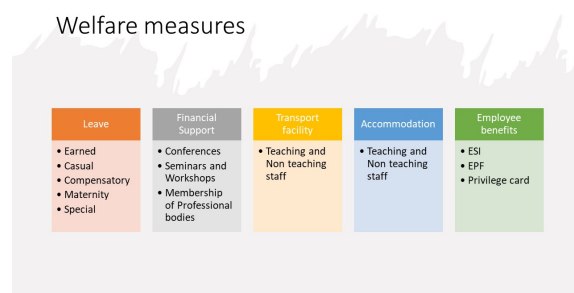 Welfare measures
Leave
• Earned
• Casual
• Compensatory
• Maternity
• Special
Financial
Support
• Conferences
• Seminars and
Workshops
• Membership
of Professional
bodies
Transport
facility
• Teaching and
Non teaching
staff
Accommodation
• Teaching and
Non teaching
staff
Employee
benefits
• ESI
• EPF
• Privilege card